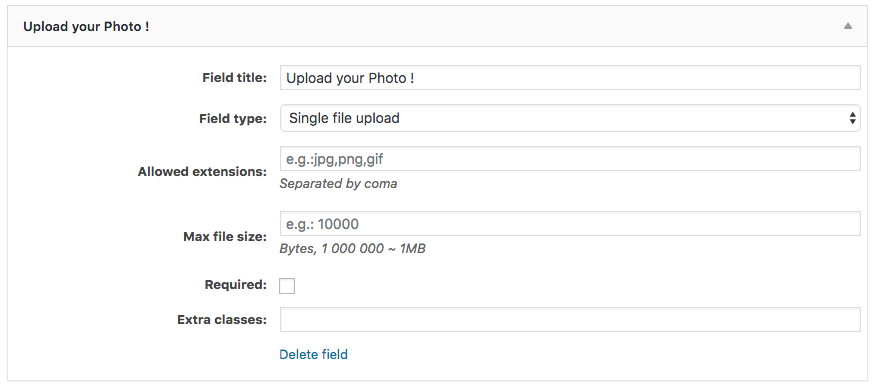 Upload your Photo !
Field title: Upload your Photo !
Field type: Single file upload
Allowed extensions: e.g.:jpg,png,gif
Separated by coma
Max file size: e.g.: 10000
Bytes, 1 000 000 ~ 1MB
Required:
Extra classes:
Delete field